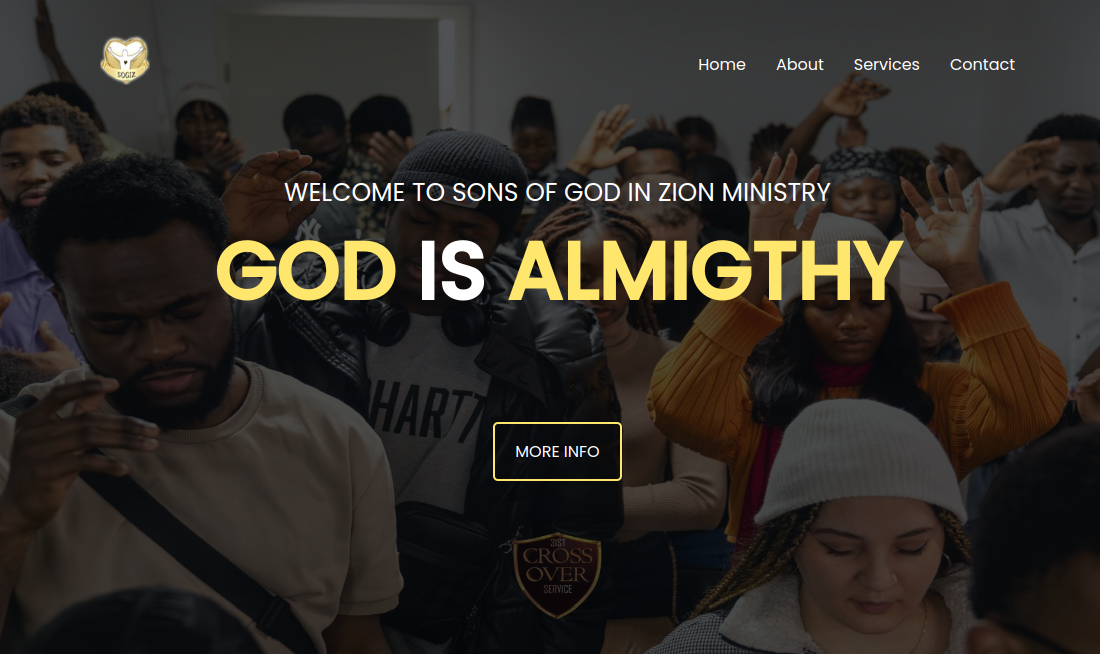 SOGIZ
Home About Services Contact
WELCOME TO SONS OF GOD IN ZION MINISTRY
GOD IS ALMIGTHY
HARTT
MORE INFO
31ST
CROSS
OVER
SERVICE